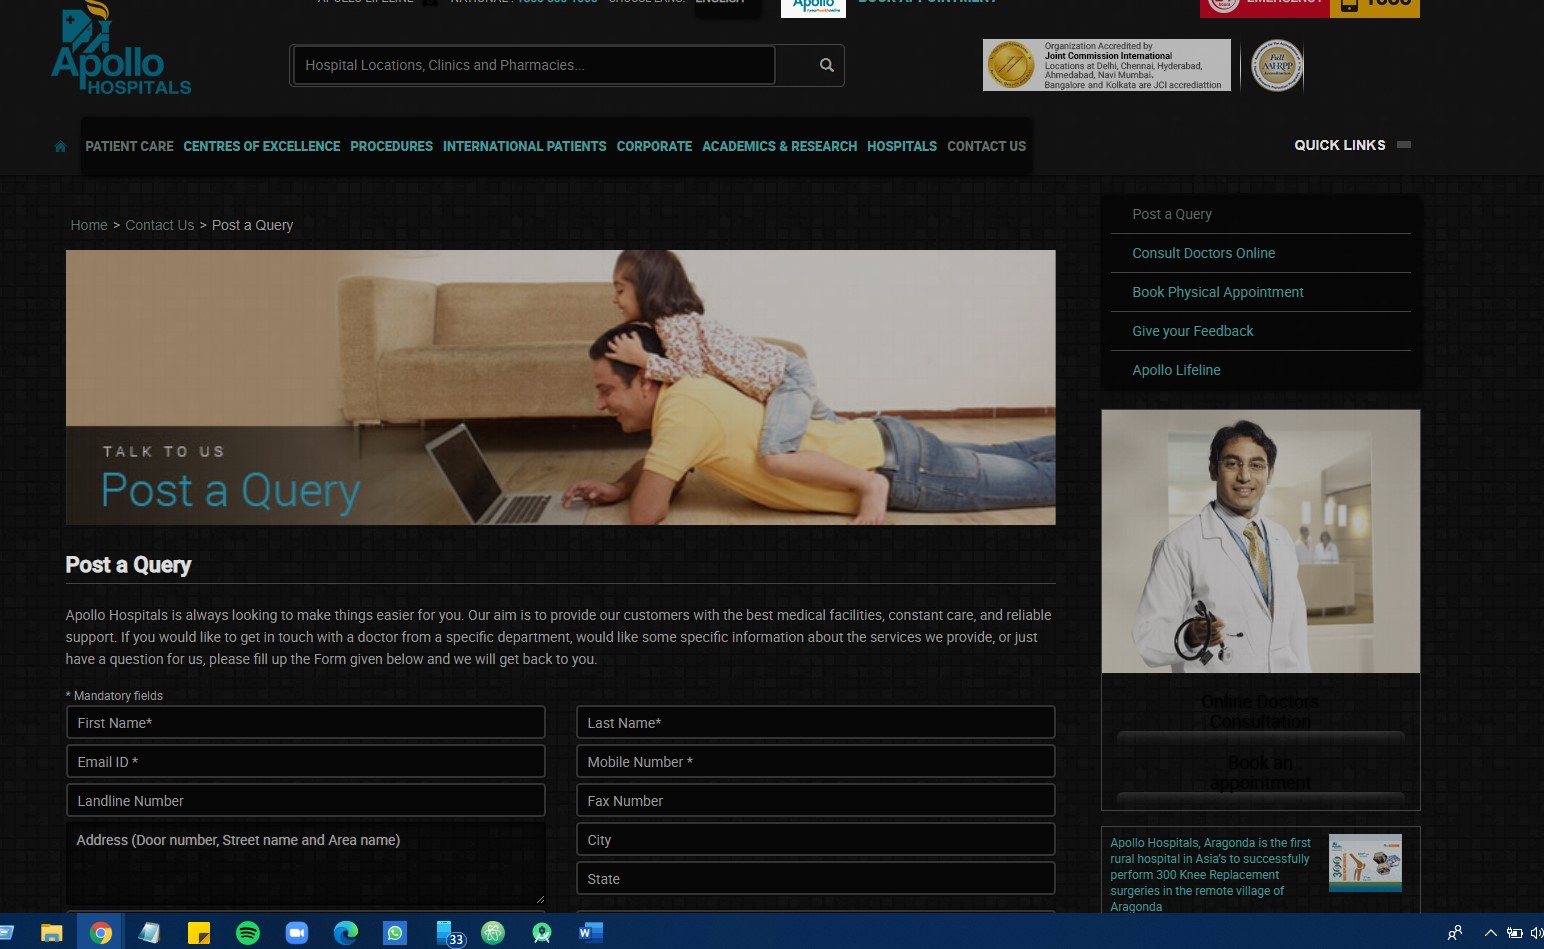 Apollo
HOSPITALS
Hospital Locations, Clinics and Pharmacies...
Organization Accredited by
Joint Commission International
Locations at Delhi, Chennai, Hyderabad,
Ahmedabad, Navi Mumbai,
Bangalore and Kolkata are JCI accrediattion
Full
AAHRPP
PATIENT CARE CENTRES OF EXCELLENCE PROCEDURES INTERNATIONAL PATIENTS CORPORATE ACADEMICS & RESEARCH HOSPITALS CONTACT US
QUICK LINKS
Home > Contact Us > Post a Query
TALK TO US
Post a Query
Post a Query
Apollo Hospitals is always looking to make things easier for you. Our aim is to provide our customers with the best medical facilities, constant care, and reliable
support. If you would like to get in touch with a doctor from a specific department, would like some specific information about the services we provide, or just
have a question for us, please fill up the Form given below and we will get back to you.
* Mandatory fields
First Name*
Last Name*
Email ID *
Mobile Number *
Landline Number
Fax Number
Address (Door number, Street name and Area name)
City
State
Post a Query
Consult Doctors Online
Book Physical Appointment
Give your Feedback
Apollo Lifeline
Online Doctors
Consultation
Book an
appointment
Apollo Hospitals, Aragonda is the first
rural hospital in Asia's to successfully
perform 300 Knee Replacement
surgeries in the remote village of
Aragonda
300
33